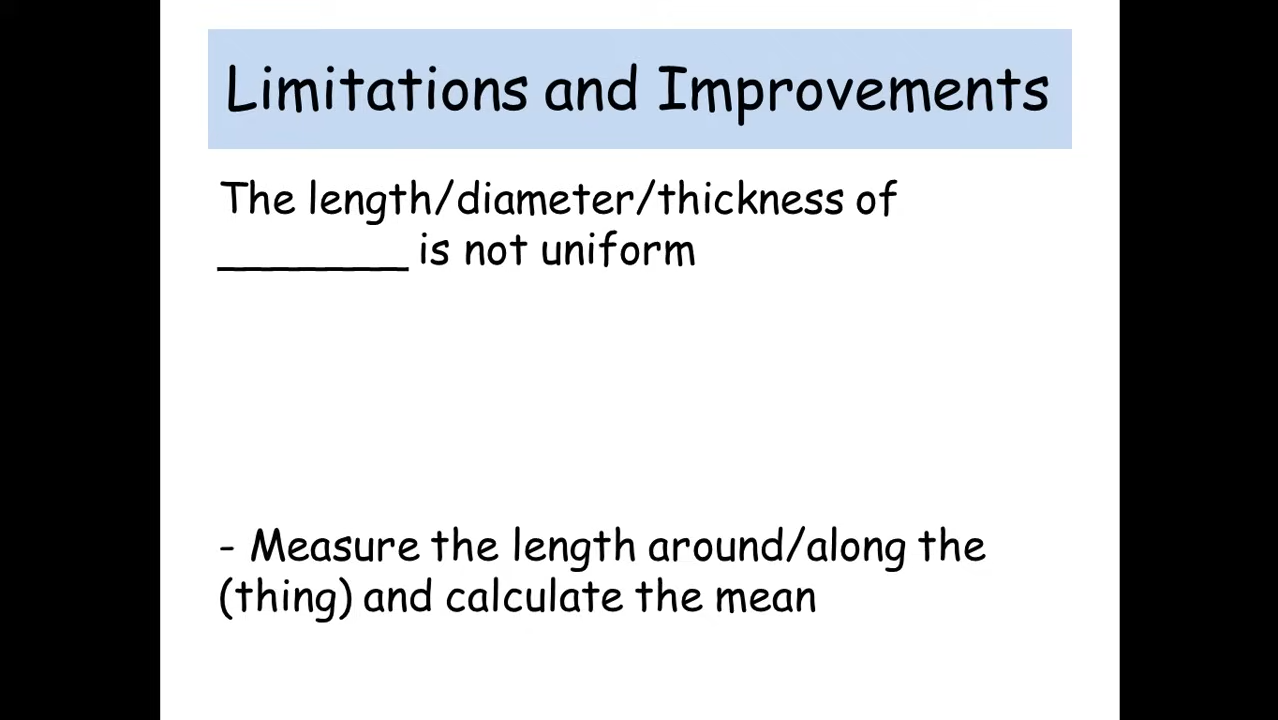 Limitations and Improvements
The length/diameter/thickness of
_______ is not uniform
- Measure the length around/along the
(thing) and calculate the mean